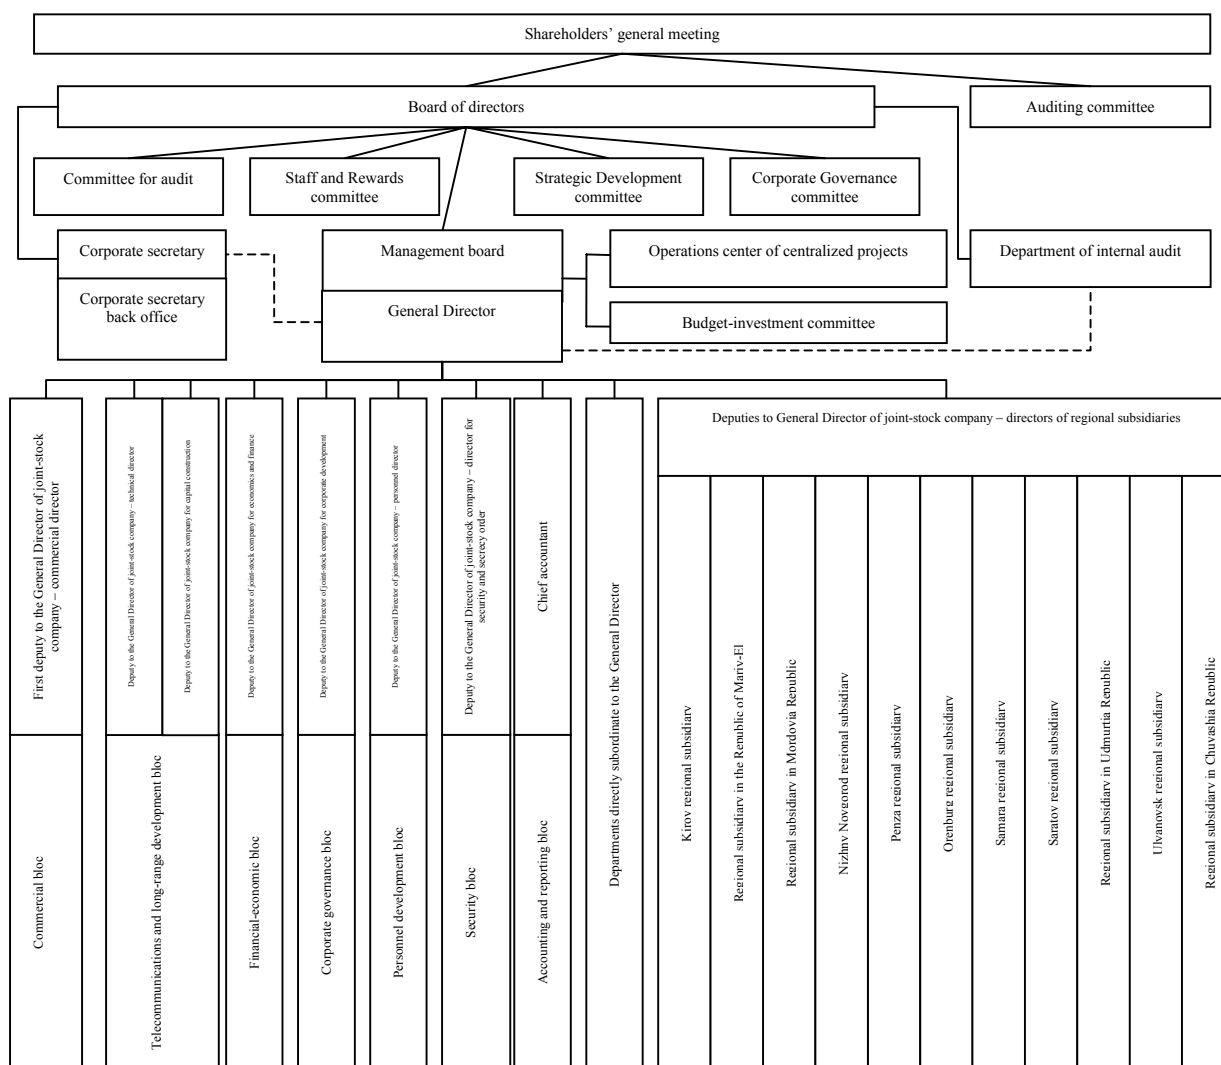 Shareholders’ general meeting
Board of directors
Auditing committee
Committee for audit
Staff and Rewards
committee
Strategic Development
committee
Corporate Governance
committee
Corporate secretary
Management board
Operations center of centralized projects
Department of internal audit
Corporate secretary
back office
General Director
Budget-investment committee
First deputy to the General Director of joint-stock
company – commercial director
Deputy to the General Director of joint-stock company – technical director
Deputy to the General Director of joint-stock company for capital construction
Deputy to the General Director of joint-stock company for economics and finance
Deputy to the General Director of joint-stock company for corporate development
Deputy to the General Director of joint-stock company – personnel director
Deputy to the General Director of joint-stock company – director for
security and secrecy order
Chief accountant
Departments directly subordinate to the General Director
Deputies to General Director of joint-stock company – directors of regional subsidiaries
Kirov regional subsidiary
Regional subsidiary in the Republic of Mariy-El
Regional subsidiary in Mordovia Republic
Nizhny Novgorod regional subsidiary
Penza regional subsidiary
Orenburg regional subsidiary
Samara regional subsidiary
Saratov regional subsidiary
Regional subsidiary in Udmurtia Republic
Ulyanovsk regional subsidiary
Regional subsidiary in Chuvashia Republic
Commercial bloc
Telecommunications and long-range development bloc
Financial-economic bloc
Corporate governance bloc
Personnel development bloc
Security bloc
Accounting and reporting bloc